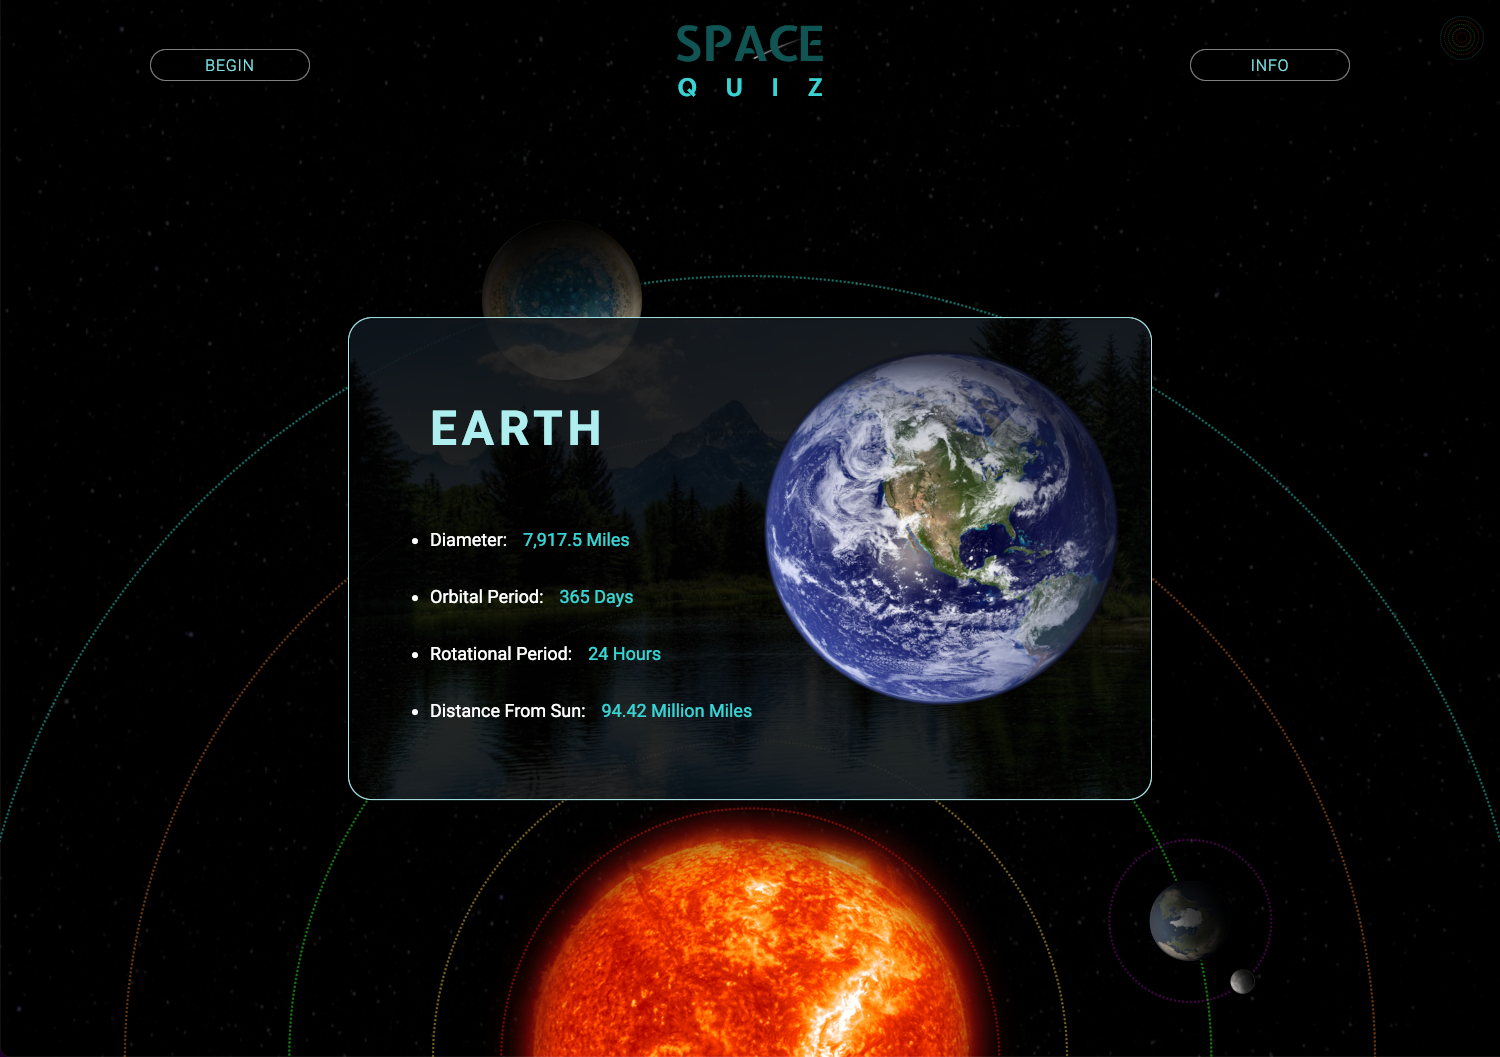 BEGIN
SPACE
QUIZ
INFO
EARTH
Diameter: 7,917.5 Miles
Orbital Period: 365 Days
Rotational Period: 24 Hours
Distance From Sun: 94.42 Million Miles